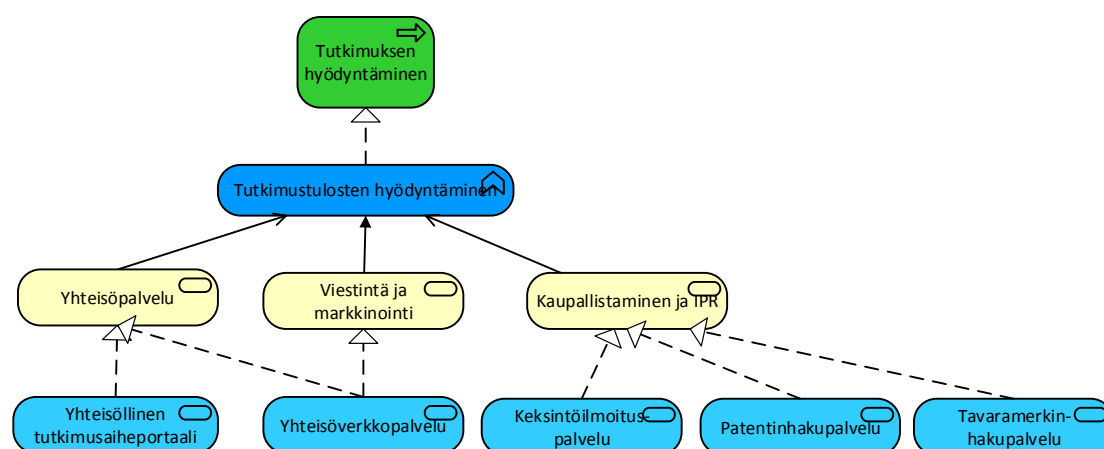 Tutkimuksen
hyödyntäminen
Tutkimustulosten hyödyntäminen
Yhteisöpalvelu
Viestintä ja
markkinointi
Kaupallistaminen ja IPR
Yhteisöllinen
tutkimusaiheportaali
Yhteisöverkkopalvelu
Keksintöilmoitus-
palvelu
Patentinhakupalvelu
Tavaramerkin-
hakupalvelu